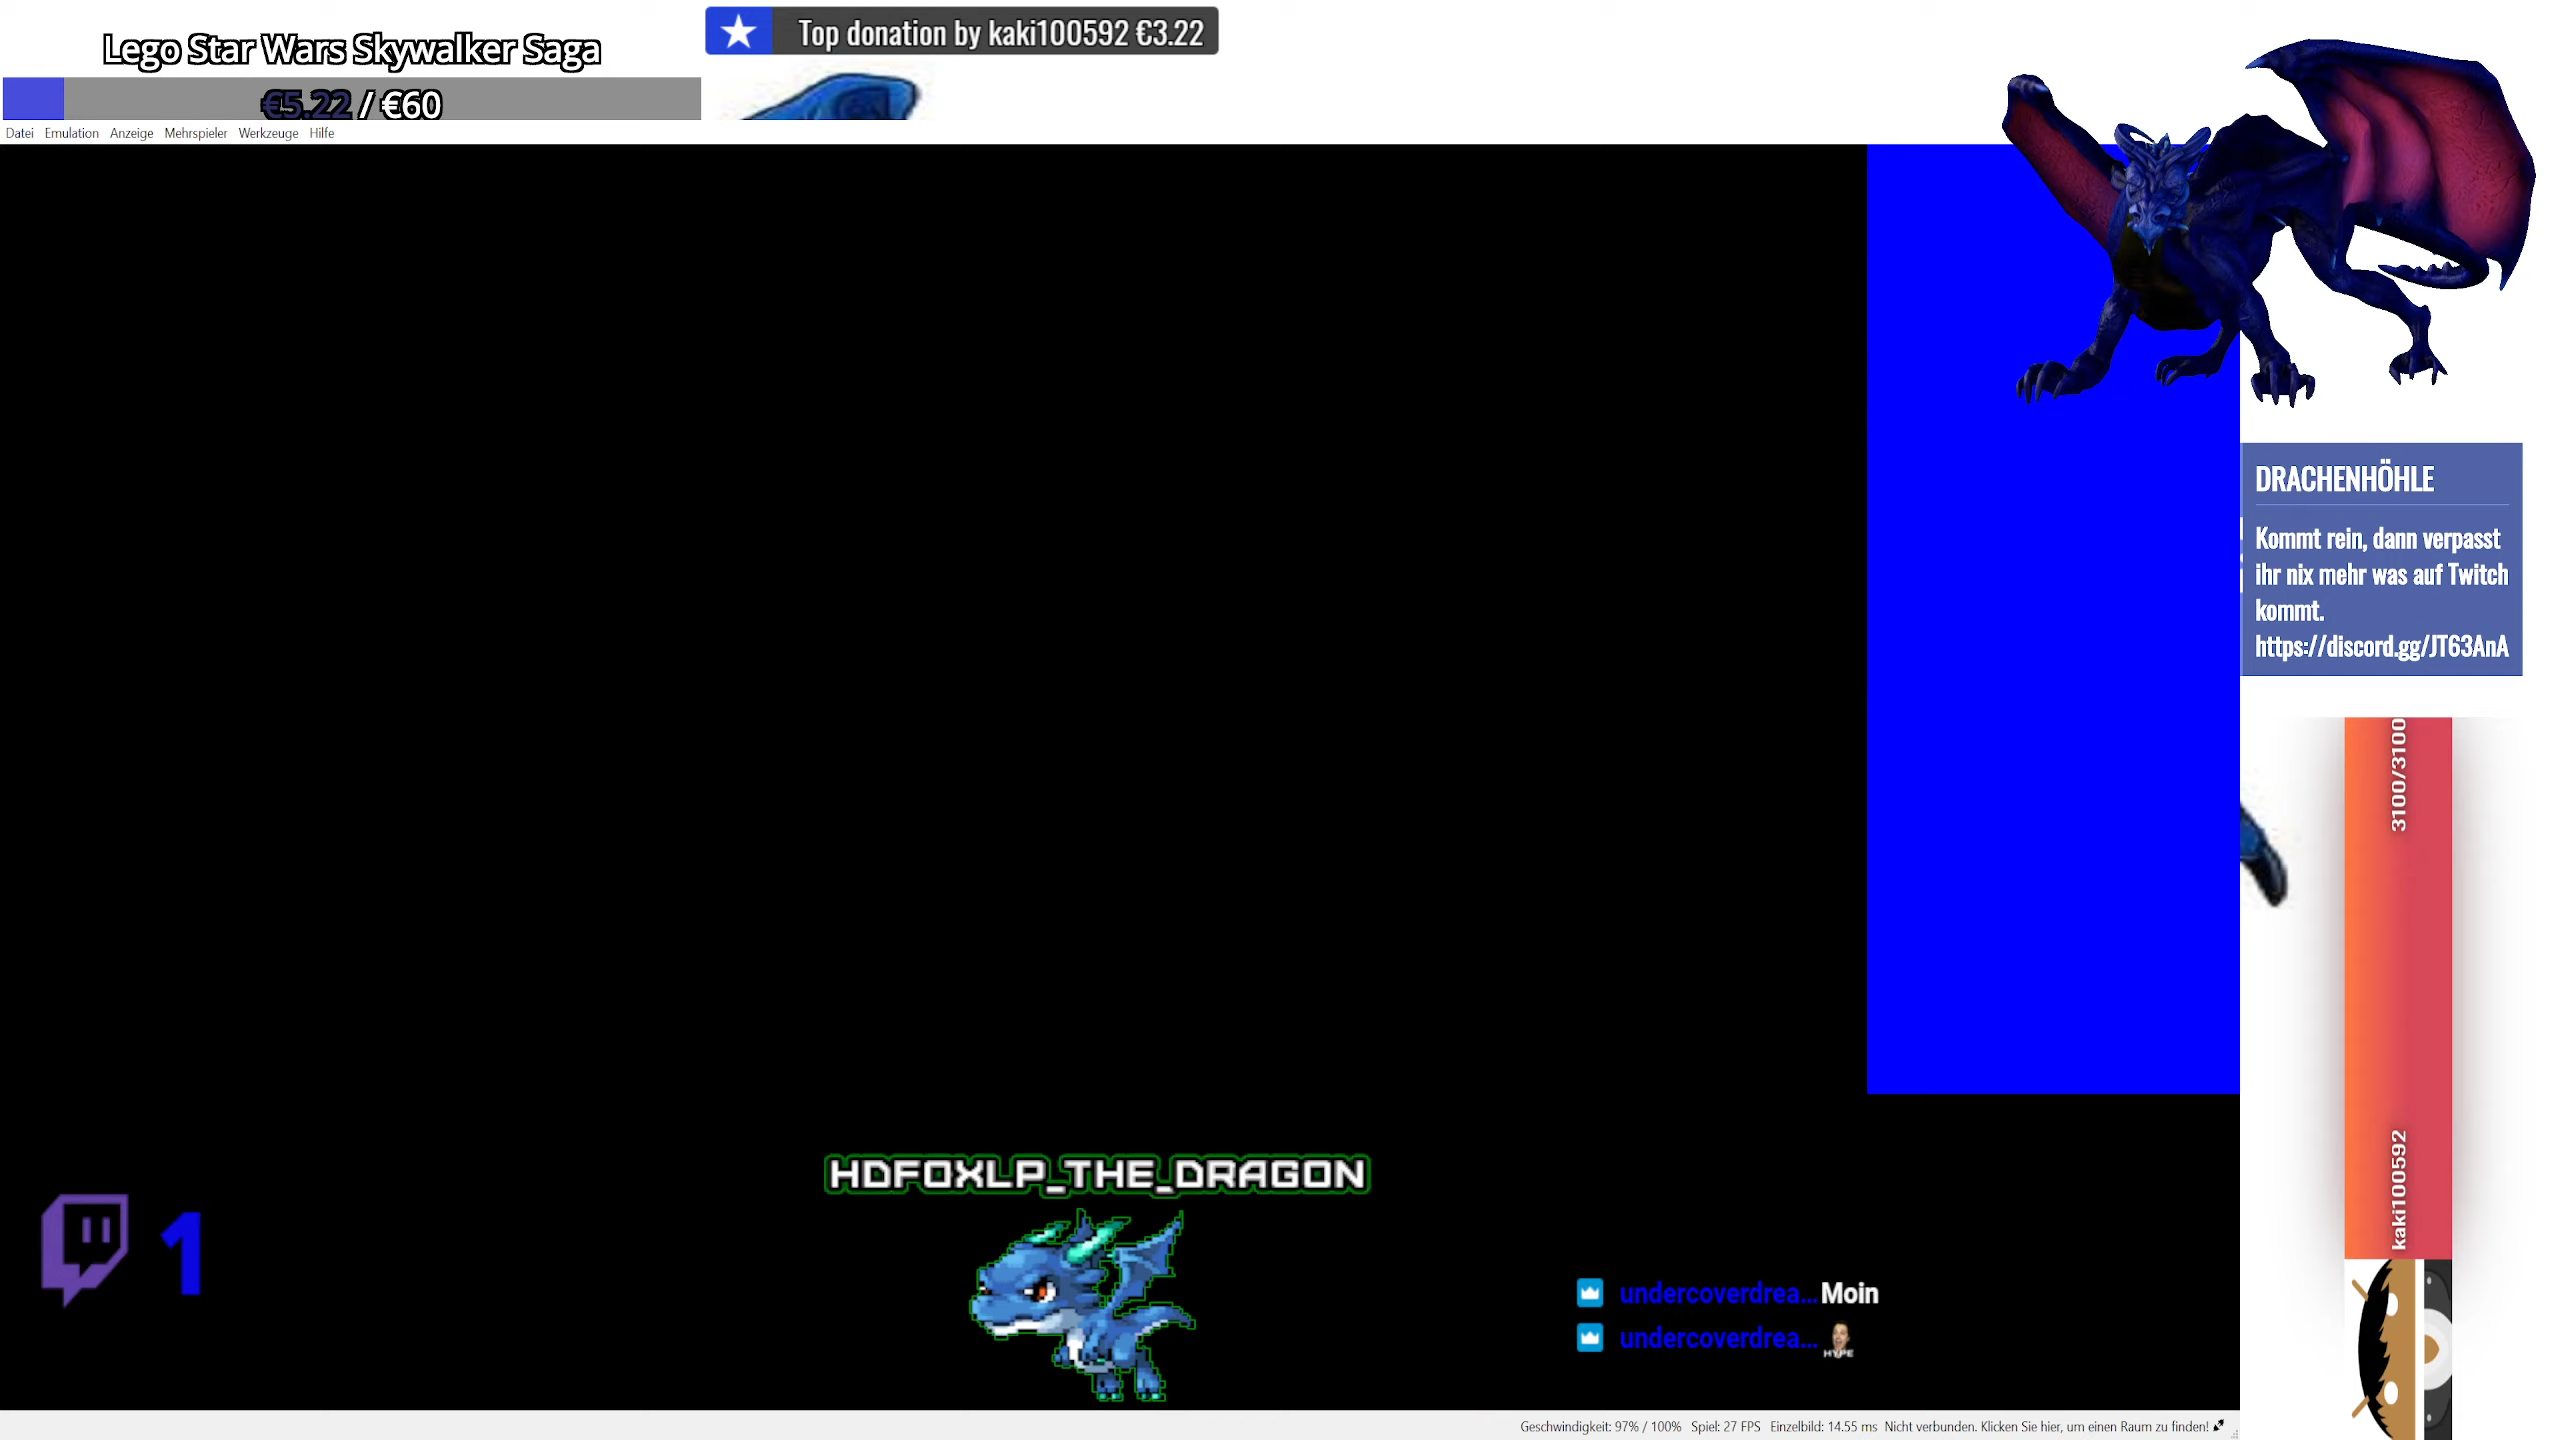 Lego Star Wars Skywalker Saga
€5.22 / €60
Top donation by kaki100592 €3.22
Datei Emulation Anzeige Mehrspieler Werkzeuge Hilfe
DRACHENHÖHLE
Kommt rein, dann verpasst
ihr nix mehr was auf Twitch
kommt.
https://discord.gg/JT63AnA
3100/3100
kaki100592
HDFOXLP_THE_DRAGON
1
undercoverdrea... Moin
undercoverdrea... HYPE
Geschwindigkeit: 97% / 100% Spiel: 27 FPS Einzelbild: 14.55 ms Nicht verbunden. Klicken Sie hier, um einen Raum zu finden!